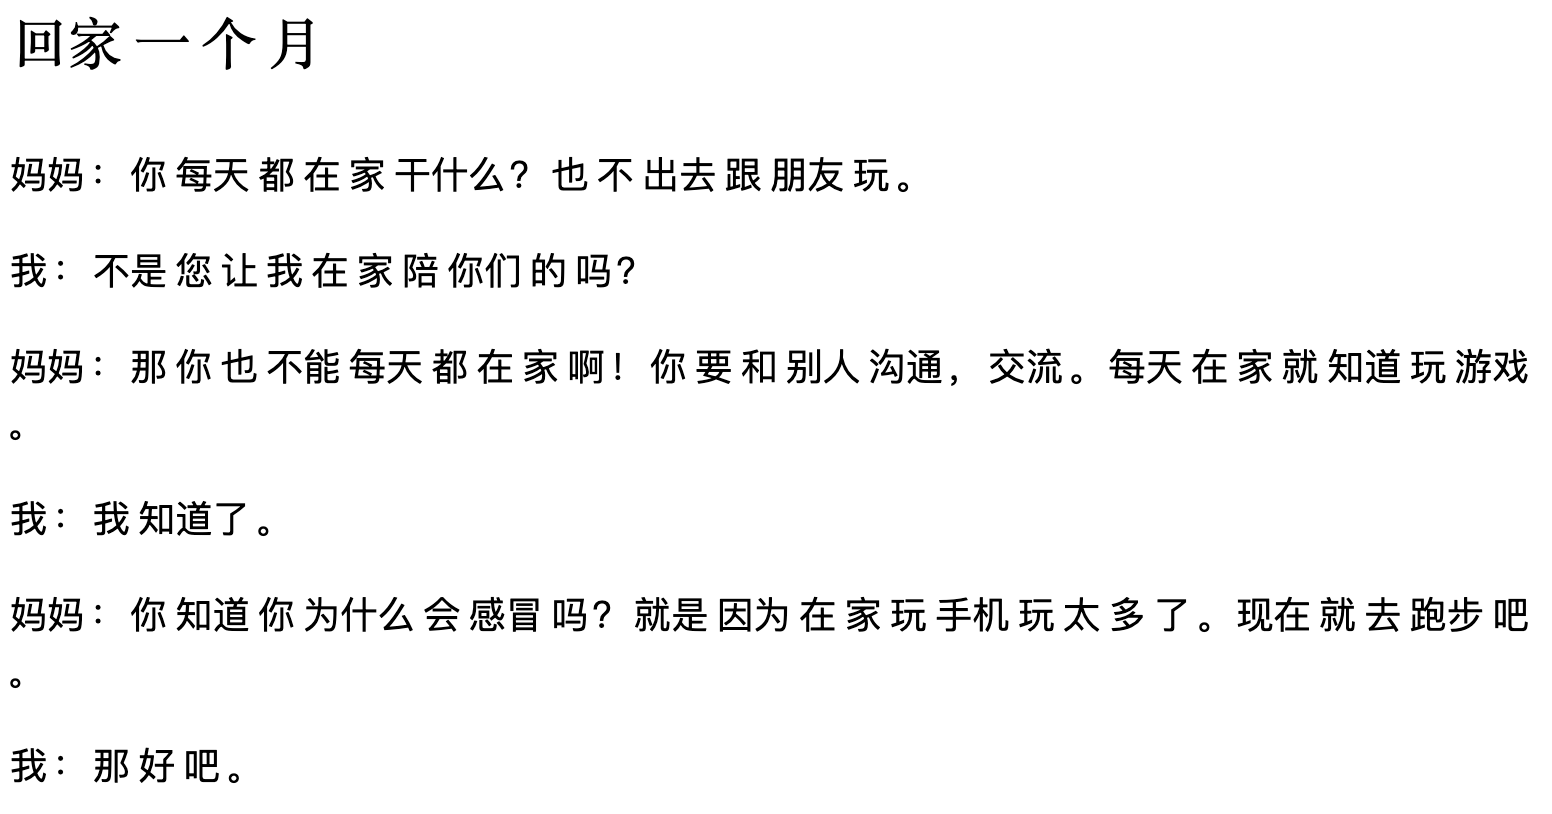 回家 一 个 月
妈妈： 你 每天 都 在 家 干什么？ 也 不 出去 跟 朋友 玩 。
我： 不是 您 让 我 在 家 陪 你们 的 吗？
妈妈： 那 你 也 不能 每天 都 在 家 啊！ 你 要 和 别人 沟通， 交流 。 每天 在 家 就 知道 玩 游戏
。
我： 我 知道了 。
妈妈： 你 知道 你 为什么 会 感冒 吗？ 就是 因为 在 家 玩 手机 玩 太 多 了 。 现在 就 去 跑步 吧
。
我： 那 好 吧 。